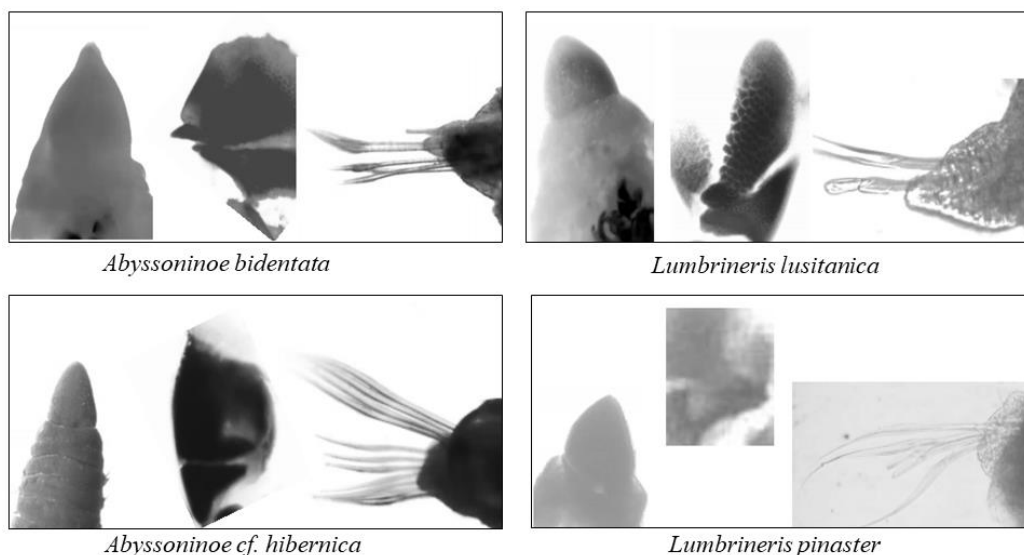 Abyssoninoe bidentata
Lumbrineris lusitanica
Abyssoninoe cf. hibernica
Lumbrineris pinaster